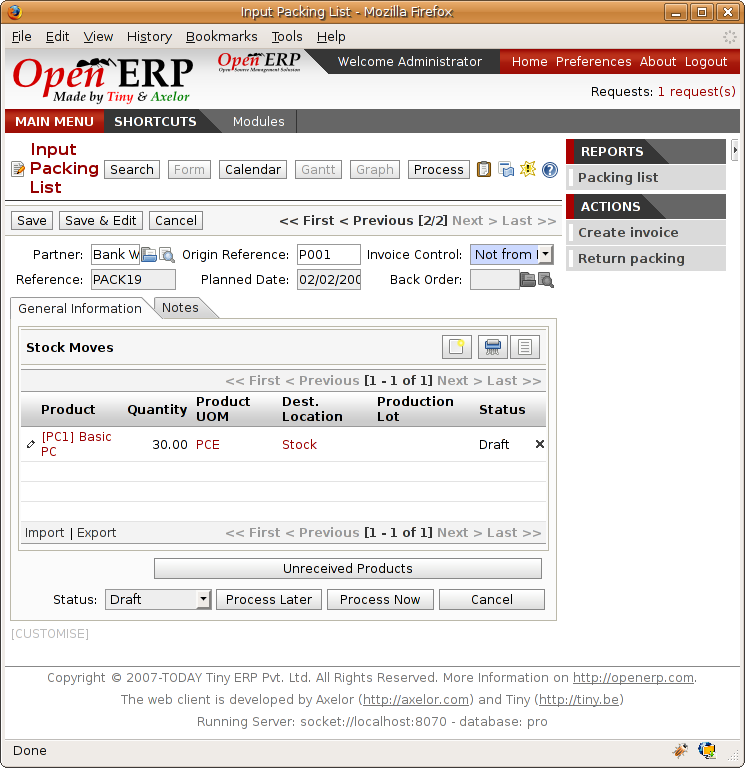 Input Packing List - Mozilla Firefox
File Edit View History Bookmarks Tools Help
Open ERP
Made by Tiny & Axelor
Open ERP
Open Source Management Solution
Welcome Administrator
Home Preferences About Logout
Requests: 1 request(s)
MAIN MENU SHORTCUTS Modules
Input
Packing
List
Search Form Calendar Gantt Graph Process
REPORTS
Packing list
ACTIONS
Create invoice
Return packing
Save Save & Edit Cancel << First < Previous [2/2] Next > Last >>
Partner: Bank W Origin Reference: P001 Invoice Control: Not from
Reference: PACK19 Planned Date: 02/02/200 Back Order:
General Information Notes
Stock Moves
<< First < Previous [1 - 1 of 1] Next > Last >>
Product Quantity Product UOM Dest. Location Production Lot Status
[PC1] Basic PC 30.00 PCE Stock Draft
Import | Export << First < Previous [1 - 1 of 1] Next > Last >>
Unreceived Products
Status: Draft Process Later Process Now Cancel
[CUSTOMISE]
Copyright © 2007-TODAY Tiny ERP Pvt. Ltd. All Rights Reserved. More Information on http://openerp.com.
The web client is developed by Axelor (http://axelor.com) and Tiny (http://tiny.be)
Running Server: socket://localhost:8070 - database: pro
Done